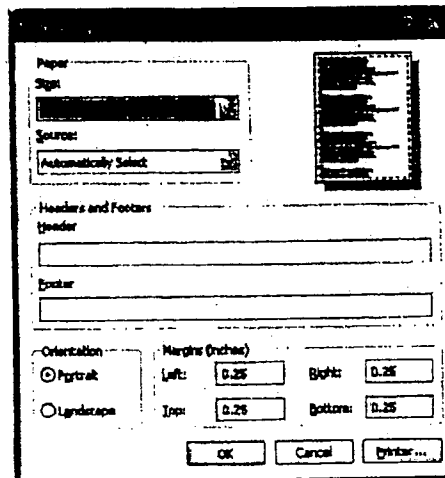 Paper
Size:
Source:
Automatically Select
Headers and Footers
Header
Footer
Orientation
Portrait
Landscape
Margins (inches)
Left: 0.25 Right: 0.25
Top: 0.25 Bottom: 0.25
OK Cancel Printer...